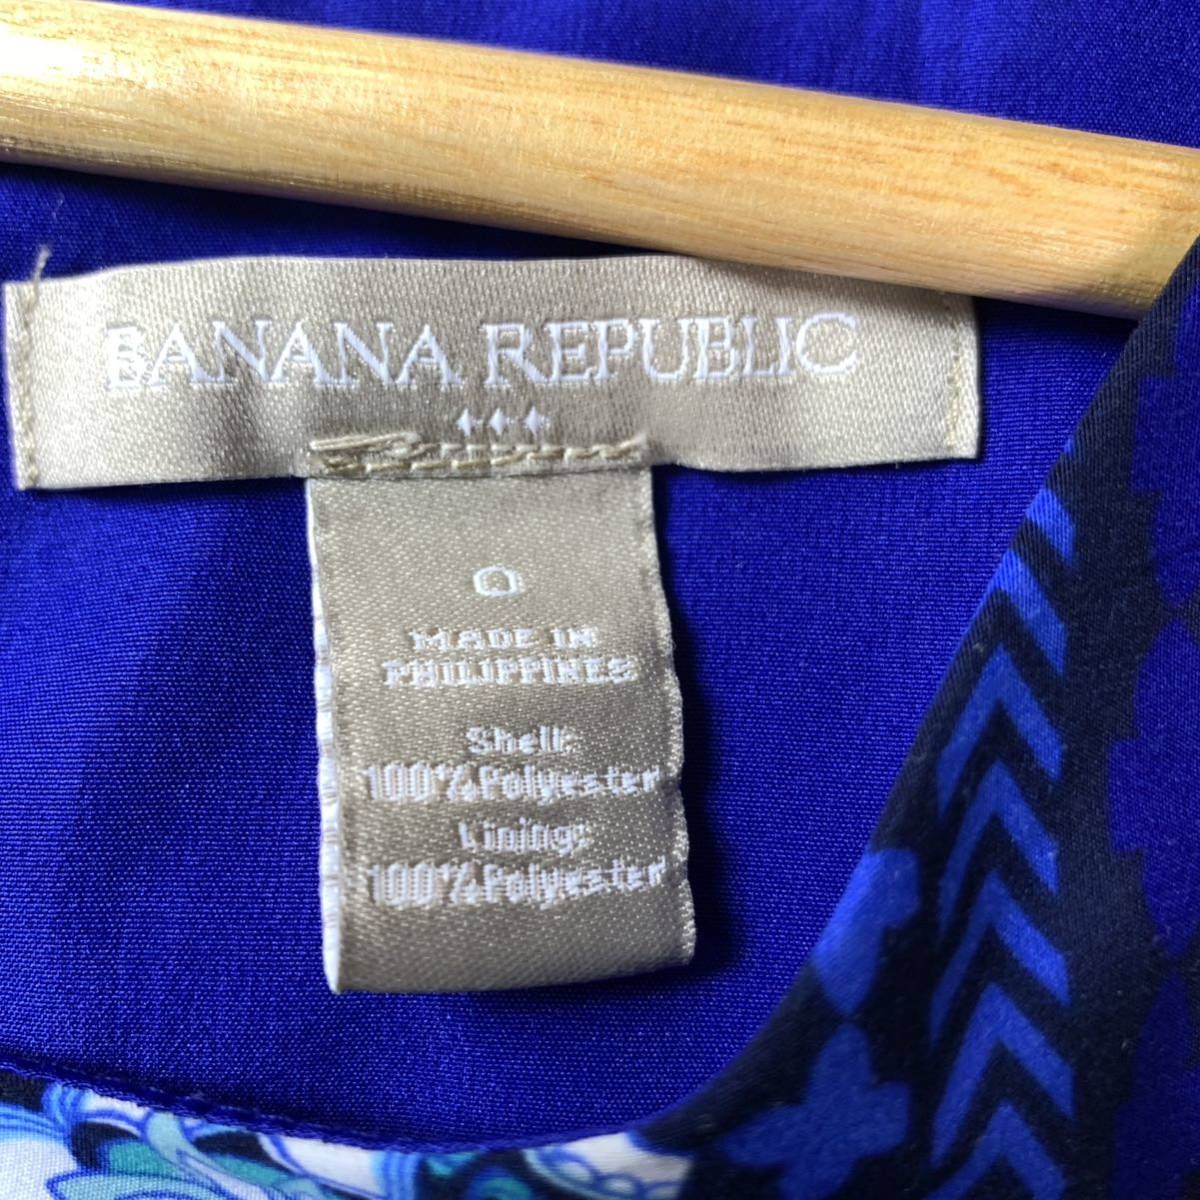 BANANA REPUBLIC
0
MADE IN
PHILIPPINES
Shell:
100% Polyester
Lining:
100% Polyester